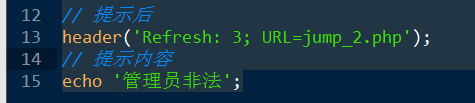 12 // 提示后
13 header('Refresh: 3; URL=jump_2.php');
14 // 提示内容
15 echo '管理员非法';